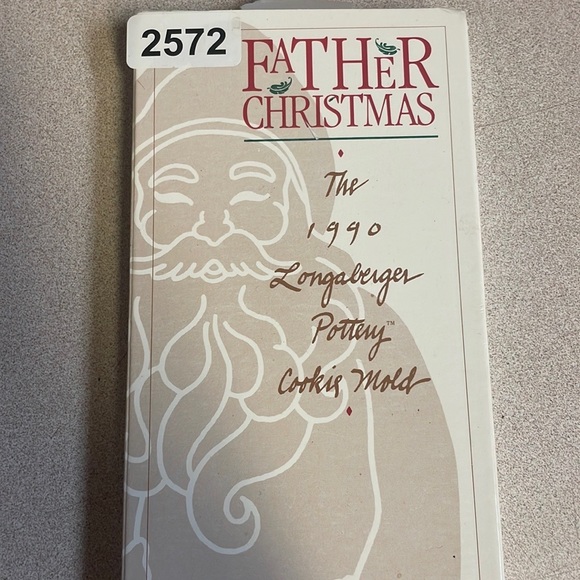 2572
FATHER
CHRISTMAS
The
1990
Longaberger
Pottery™
Cookie Mold